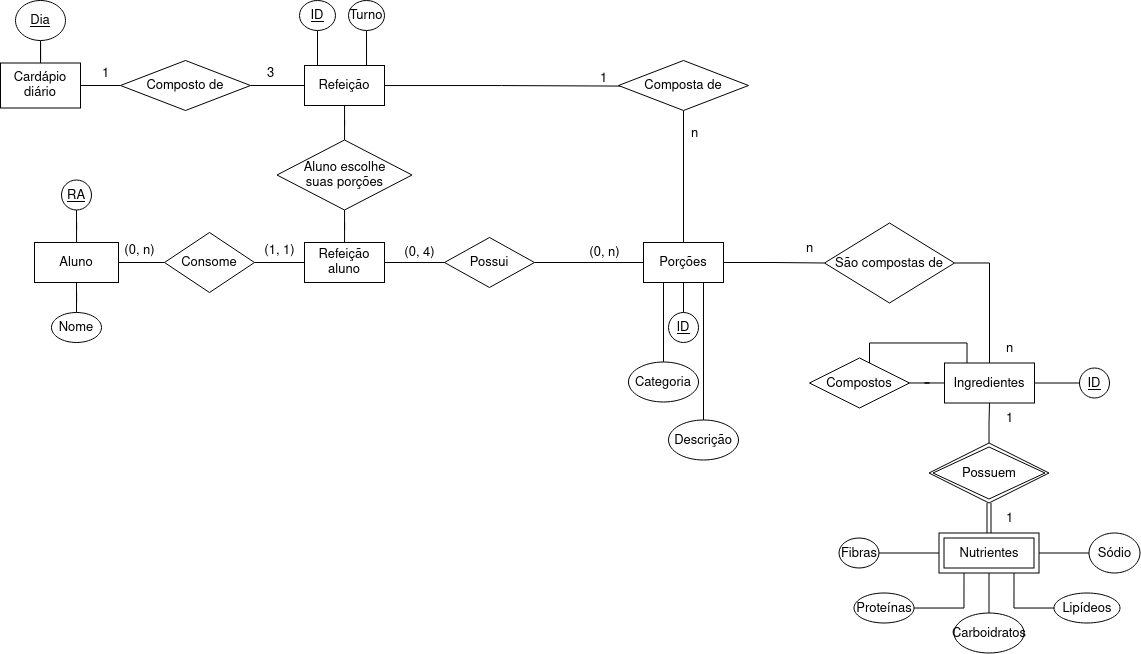 Dia
ID
Turno
Cardápio
diário
1
Composto de
3
Refeição
1
Composta de
n
Aluno escolhe
suas porções
RA
Aluno
(0, n)
Consome
(1, 1)
Refeição
aluno
(0, 4)
Possui
(0, n)
Porções
n
São compostas de
Nome
ID
Categoria
Descrição
n
Compostos
Ingredientes
ID
1
Possuem
1
Fibras
Nutrientes
Sódio
Proteínas
Carboidratos
Lipídeos